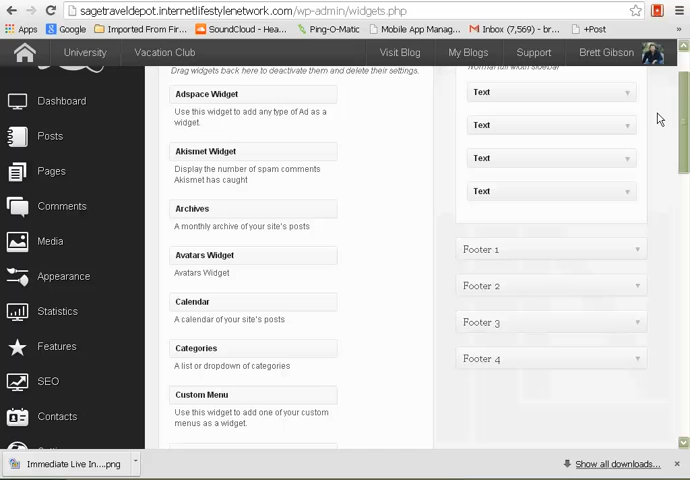 sagetraveldepot.internetlifestylenetwork.com/wp-admin/widgets.php
Apps Google Imported From Fir... SoundCloud - Hea... Ping-O-Matic Mobile App Manag... Inbox (7,569) - br... +Post
University Vacation Club Visit Blog My Blogs Support Brett Gibson
Drag widgets back here to deactivate them and delete their settings.
Normal full width sidebar
Dashboard
Posts
Pages
Comments
Media
Appearance
Statistics
Features
SEO
Contacts
Adspace Widget
Use this widget to add any type of Ad as a
widget.
Akismet Widget
Display the number of spam comments
Akismet has caught
Archives
A monthly archive of your site's posts
Avatars Widget
Avatars Widget
Calendar
A calendar of your site's posts
Categories
A list or dropdown of categories
Custom Menu
Use this widget to add one of your custom
menus as a widget.
Text
Text
Text
Text
Footer 1
Footer 2
Footer 3
Footer 4
Immediate Live In....png
Show all downloads...